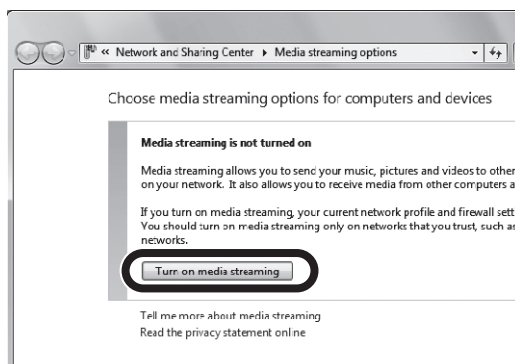 « Network and Sharing Center ▸ Media streaming options
Choose media streaming options for computers and devices
Media streaming is not turned on
Media streaming allows you to send your music, pictures and videos to other
on your network. It also allows you to receive media from other computers a
If you turn on media streaming, your current network profile and firewall sett
You should turn on media streaming only on networks that you trust, such as
networks.
Turn on media streaming
Tell me more about media streaming
Read the privacy statement online